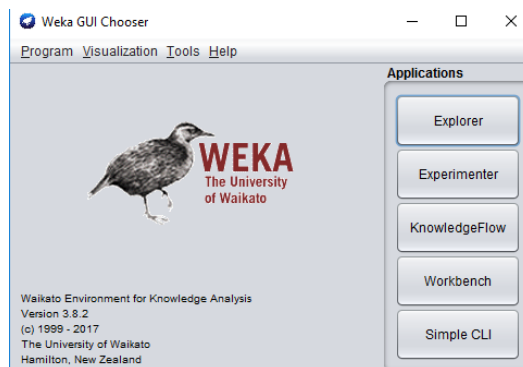 Weka GUI Chooser
Program Visualization Tools Help
Applications
WEKA
The University
of Waikato
Explorer
Experimenter
KnowledgeFlow
Workbench
Simple CLI
Waikato Environment for Knowledge Analysis
Version 3.8.2
(c) 1999 - 2017
The University of Waikato
Hamilton, New Zealand